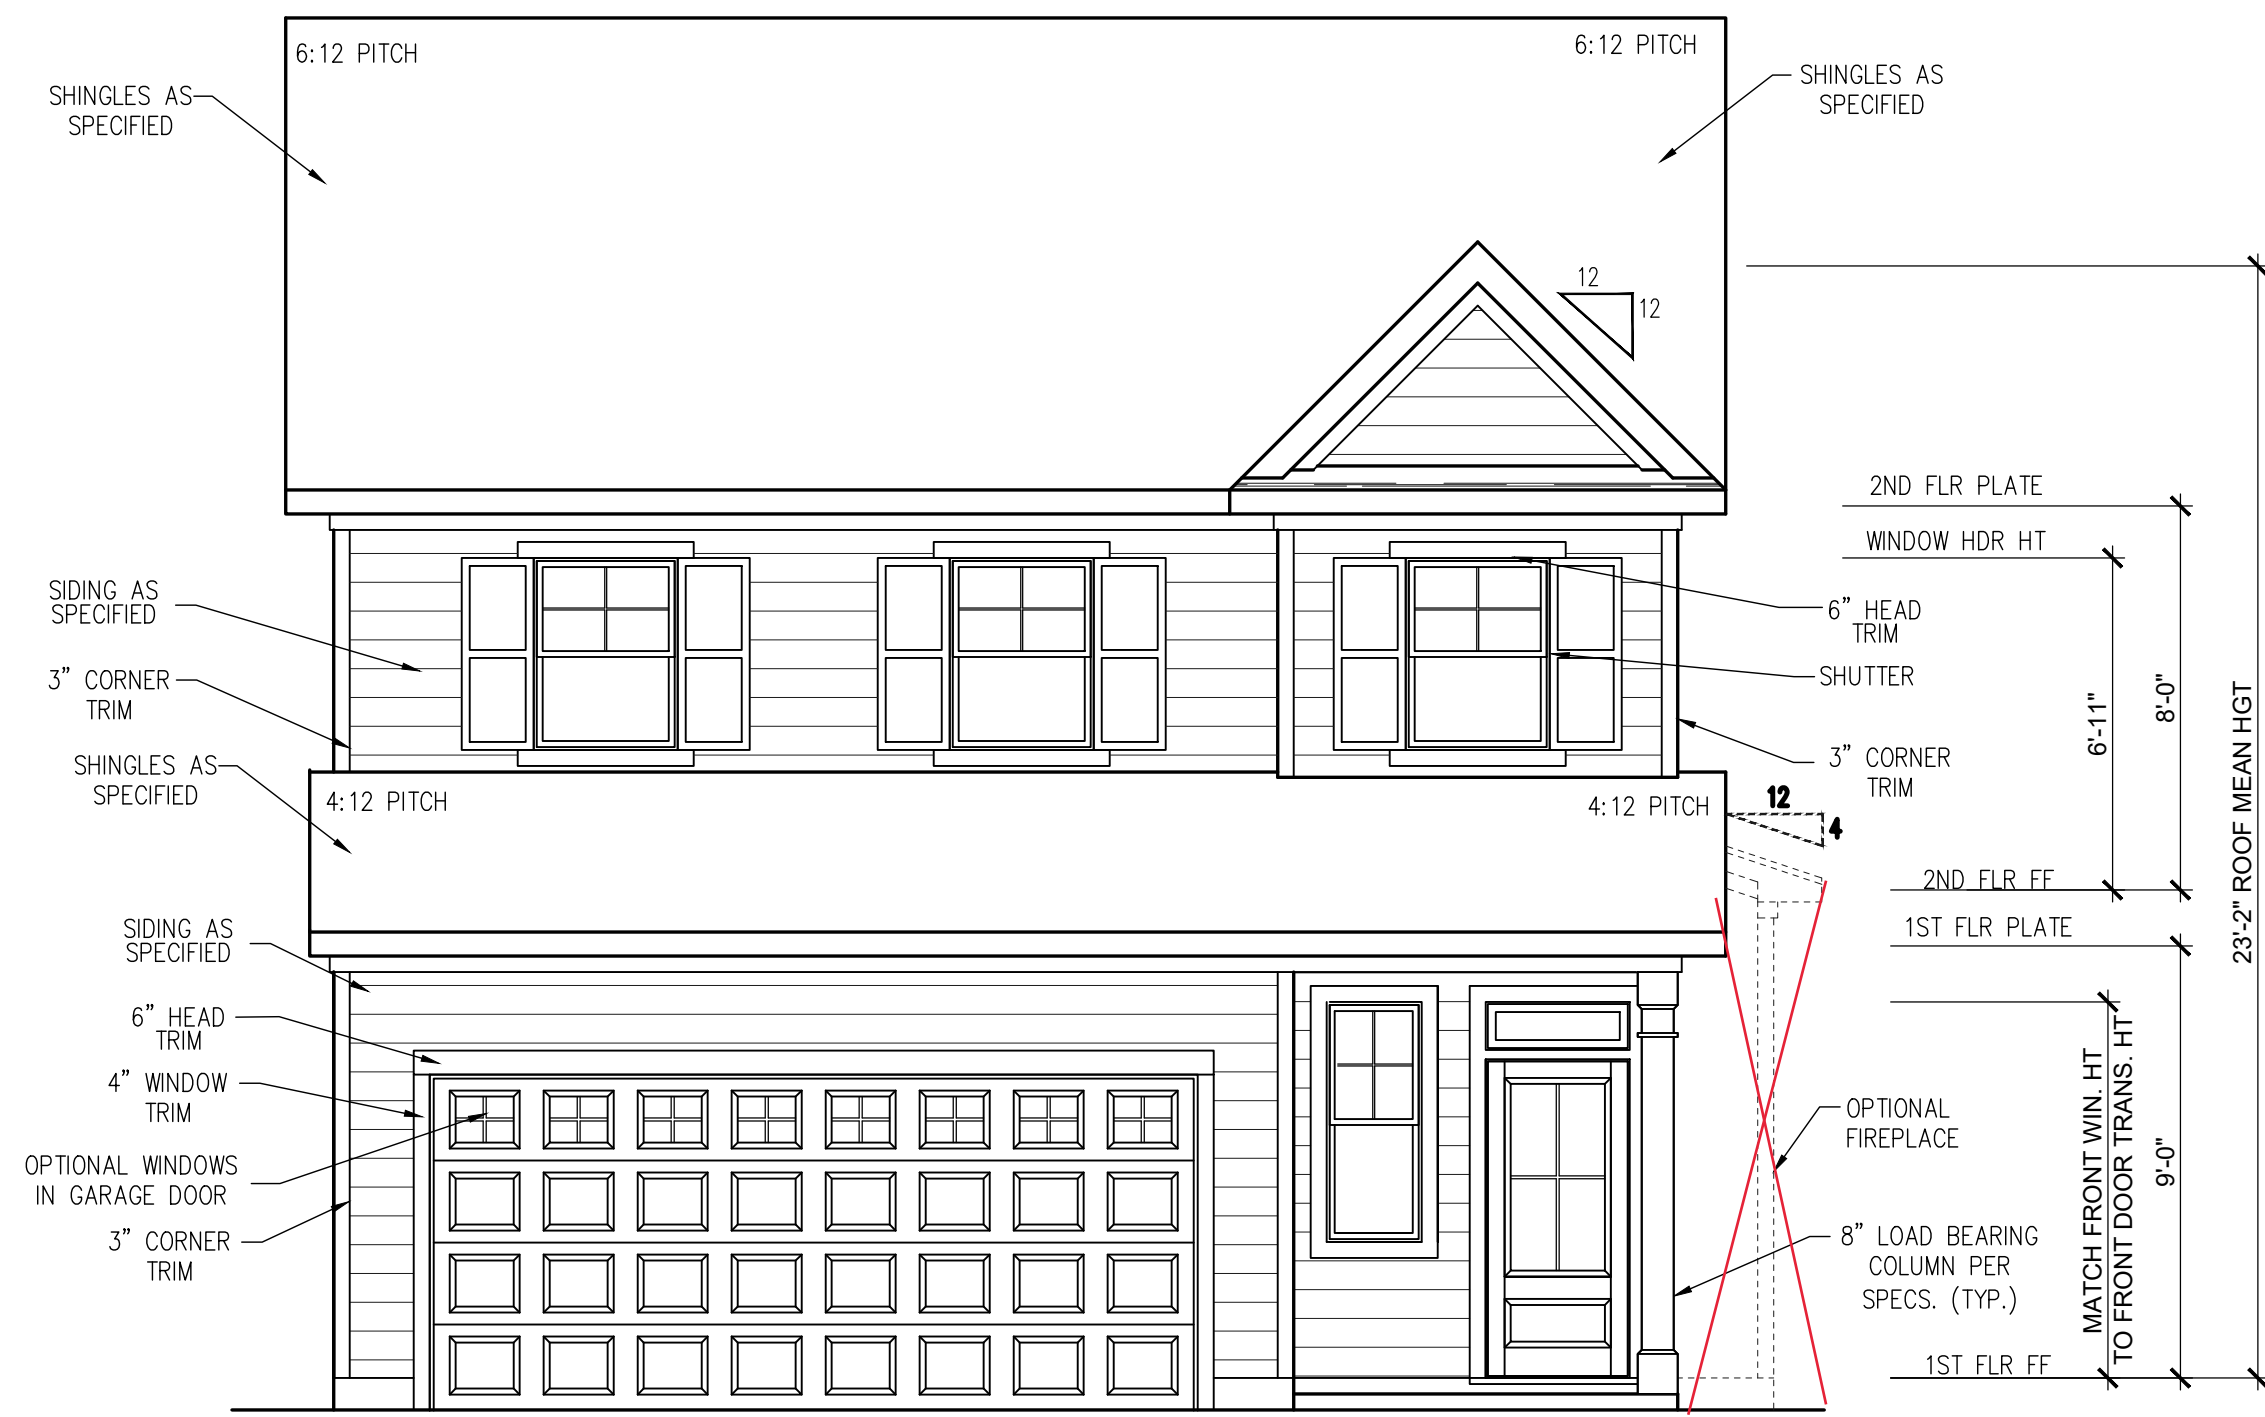 6:12 PITCH
6:12 PITCH
SHINGLES AS
SPECIFIED
SHINGLES AS
SPECIFIED
12
12
2ND FLR PLATE
WINDOW HDR HT
SIDING AS
SPECIFIED
6" HEAD
TRIM
3" CORNER
TRIM
SHUTTER
6'-11"
8'-0"
23'-2" ROOF MEAN HGT
SHINGLES AS
SPECIFIED
3" CORNER
TRIM
4:12 PITCH
4:12 PITCH
12
4
2ND FLR FF
1ST FLR PLATE
SIDING AS
SPECIFIED
6" HEAD
TRIM
4" WINDOW
TRIM
OPTIONAL WINDOWS
IN GARAGE DOOR
3" CORNER
TRIM
OPTIONAL
FIREPLACE
8" LOAD BEARING
COLUMN PER
SPECS. (TYP.)
MATCH FRONT WIN. HT
TO FRONT DOOR TRANS. HT
9'-0"
1ST FLR FF